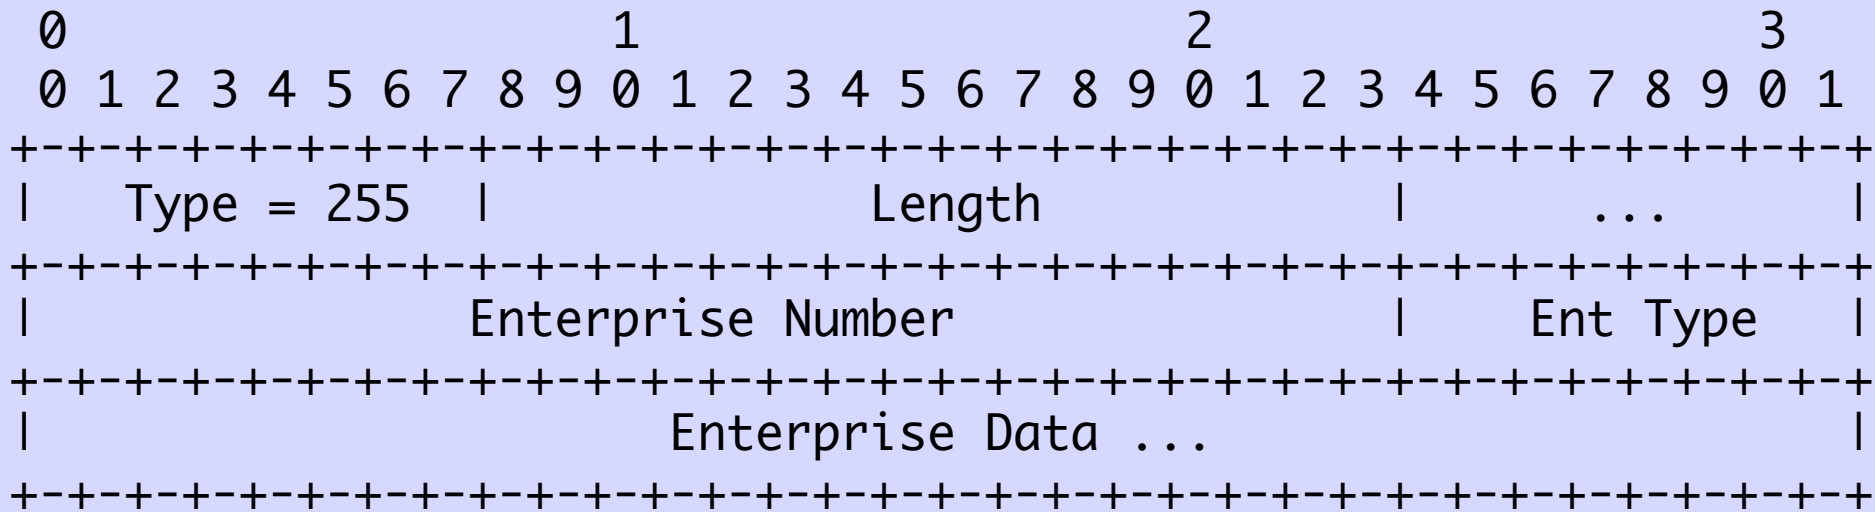 0                   1                   2                   3
 0 1 2 3 4 5 6 7 8 9 0 1 2 3 4 5 6 7 8 9 0 1 2 3 4 5 6 7 8 9 0 1
+-+-+-+-+-+-+-+-+-+-+-+-+-+-+-+-+-+-+-+-+-+-+-+-+-+-+-+-+-+-+-+-+
|   Type = 255  |             Length            |      ...      |
+-+-+-+-+-+-+-+-+-+-+-+-+-+-+-+-+-+-+-+-+-+-+-+-+-+-+-+-+-+-+-+-+
|               Enterprise Number               |    Ent Type   |
+-+-+-+-+-+-+-+-+-+-+-+-+-+-+-+-+-+-+-+-+-+-+-+-+-+-+-+-+-+-+-+-+
|                      Enterprise Data ...                      |
+-+-+-+-+-+-+-+-+-+-+-+-+-+-+-+-+-+-+-+-+-+-+-+-+-+-+-+-+-+-+-+-+